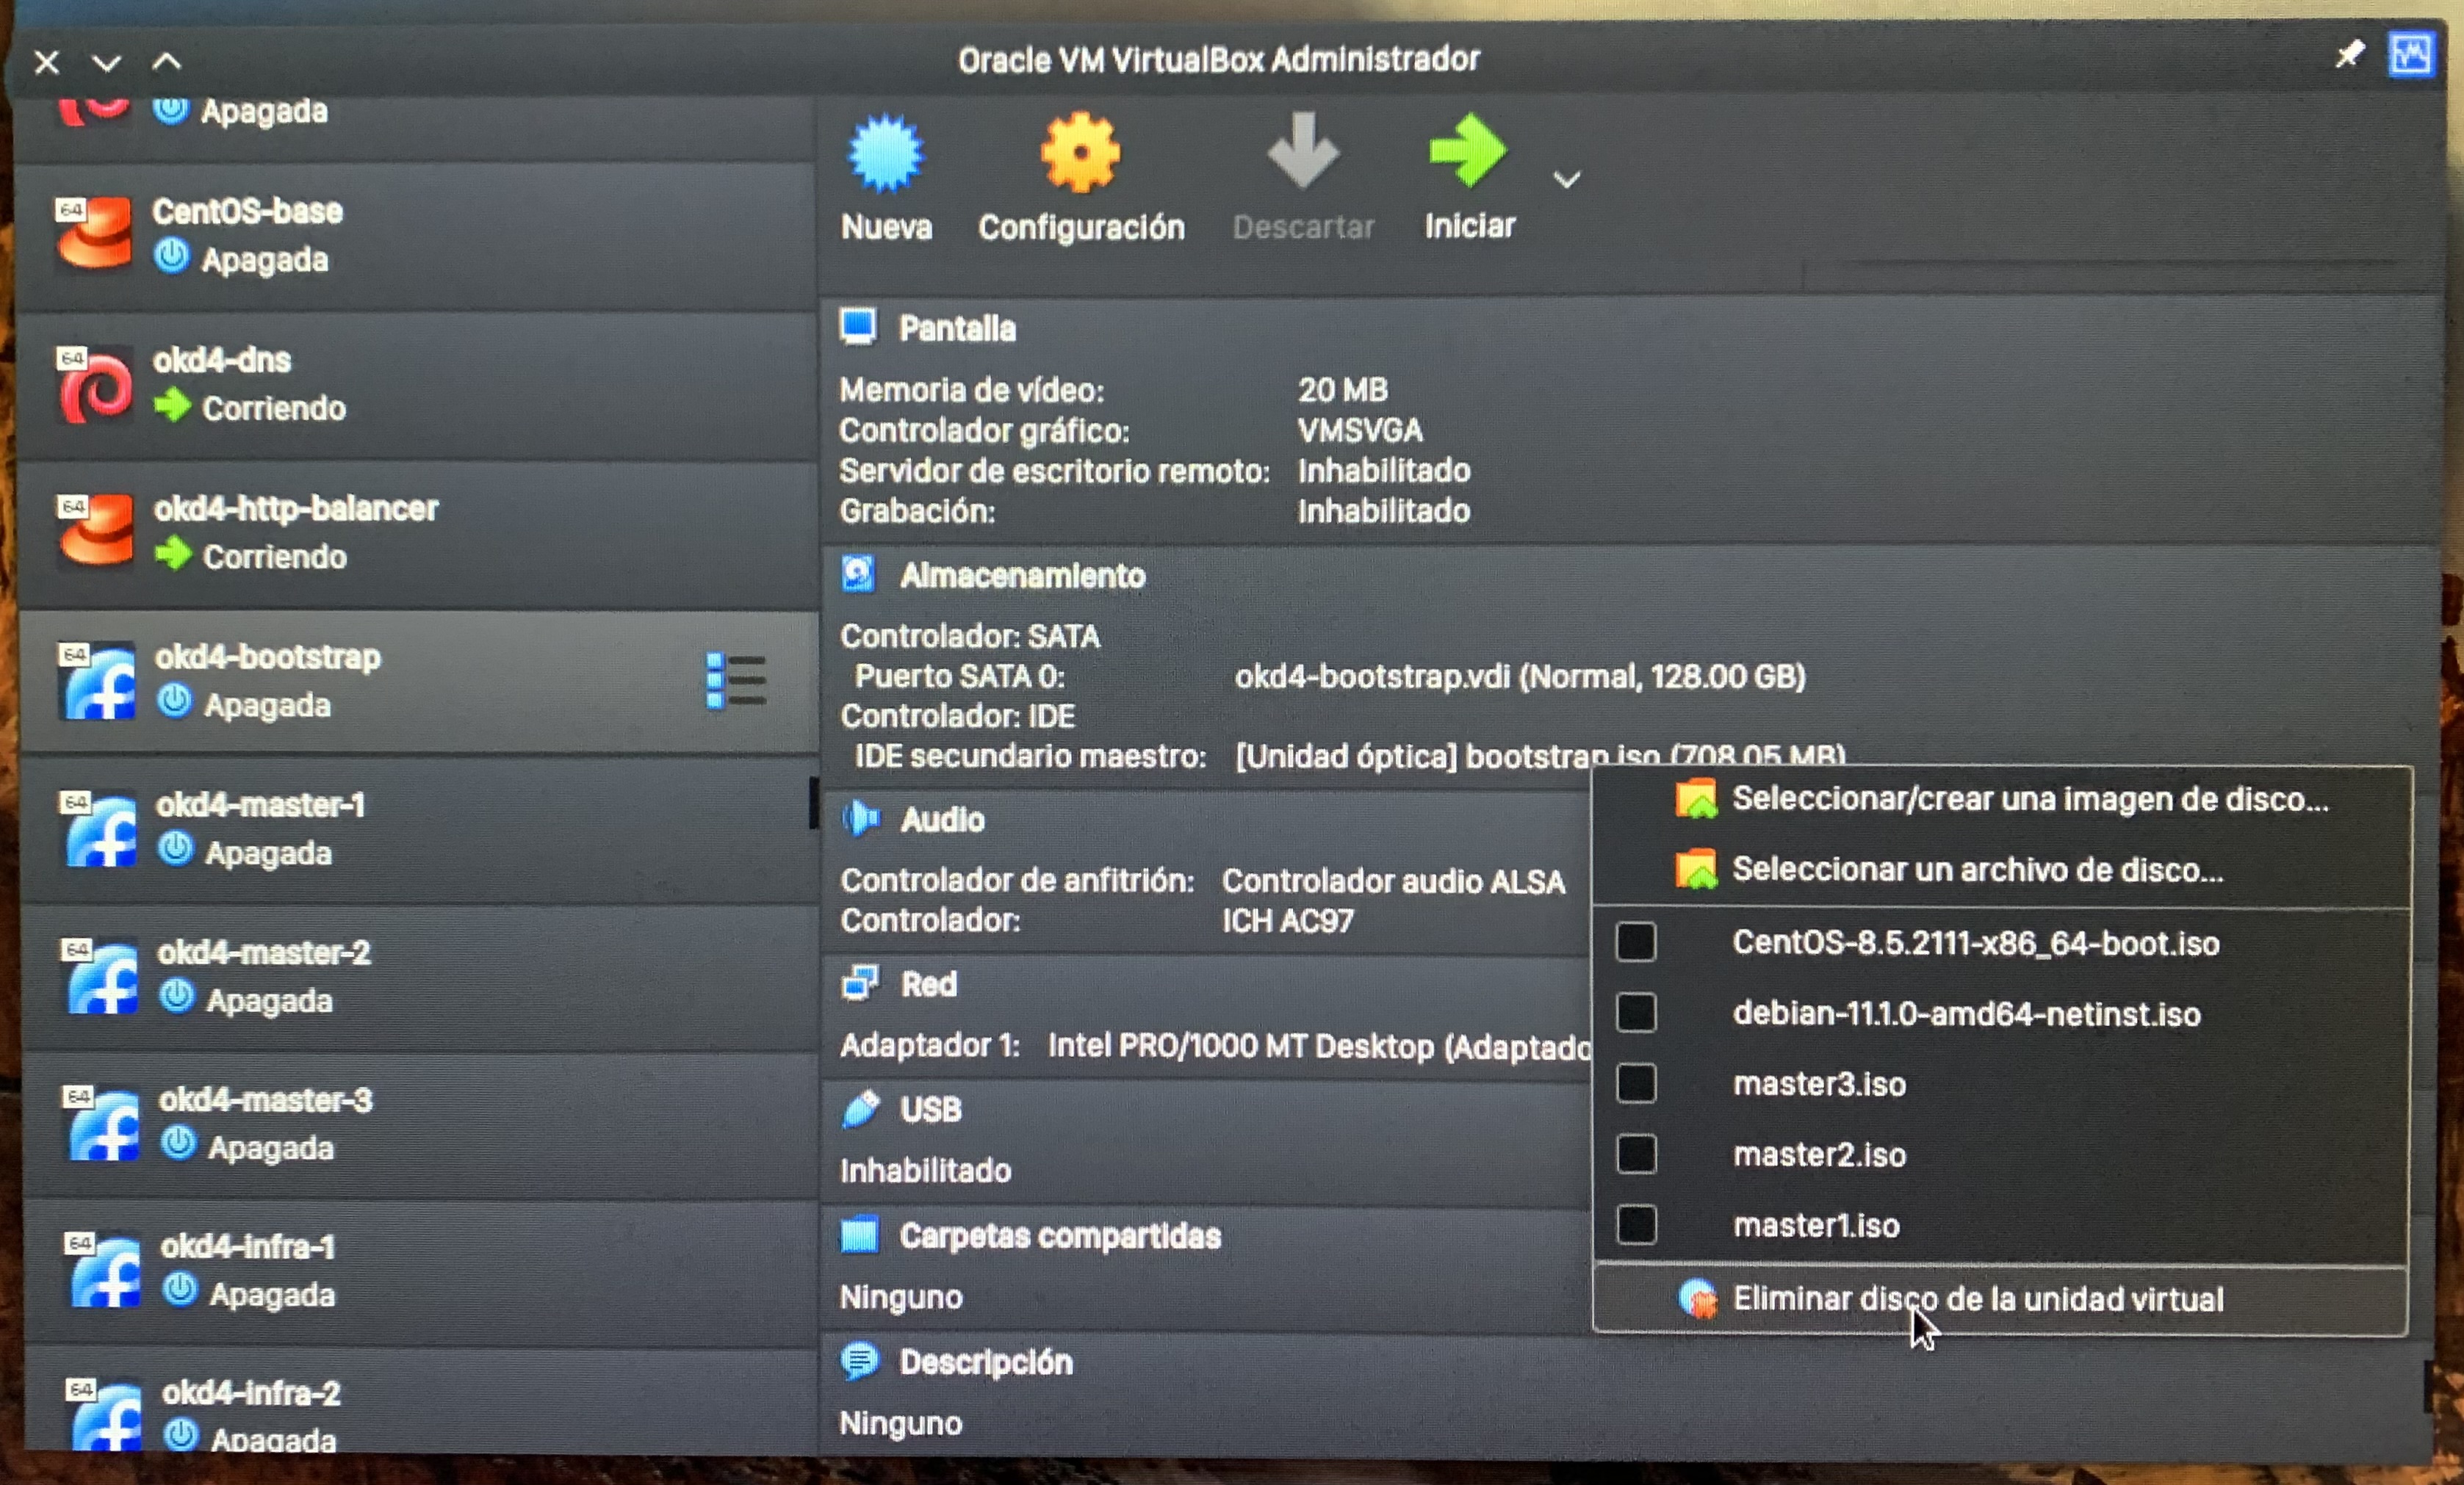 Oracle VM VirtualBox Administrador
Apagada
64
CentOS-base
Apagada
64
okd4-dns
Corriendo
64
okd4-http-balancer
Corriendo
64
okd4-bootstrap
Apagada
64
okd4-master-1
Apagada
64
okd4-master-2
Apagada
64
okd4-master-3
Apagada
64
okd4-infra-1
Apagada
64
okd4-infra-2
Apagada
Nueva
Configuración
Descartar
Iniciar
Pantalla
Memoria de vídeo: 20 MB
Controlador gráfico: VMSVGA
Servidor de escritorio remoto: Inhabilitado
Grabación: Inhabilitado
Almacenamiento
Controlador: SATA
Puerto SATA 0: okd4-bootstrap.vdi (Normal, 128.00 GB)
Controlador: IDE
IDE secundario maestro: [Unidad óptica] bootstrap.iso (708.05 MB)
Audio
Controlador de anfitrión: Controlador audio ALSA
Controlador: ICH AC97
Red
Adaptador 1: Intel PRO/1000 MT Desktop (Adaptado
USB
Inhabilitado
Carpetas compartidas
Ninguno
Descripción
Ninguno
Seleccionar/crear una imagen de disco...
Seleccionar un archivo de disco...
CentOS-8.5.2111-x86_64-boot.iso
debian-11.1.0-amd64-netinst.iso
master3.iso
master2.iso
master1.iso
Eliminar disco de la unidad virtual